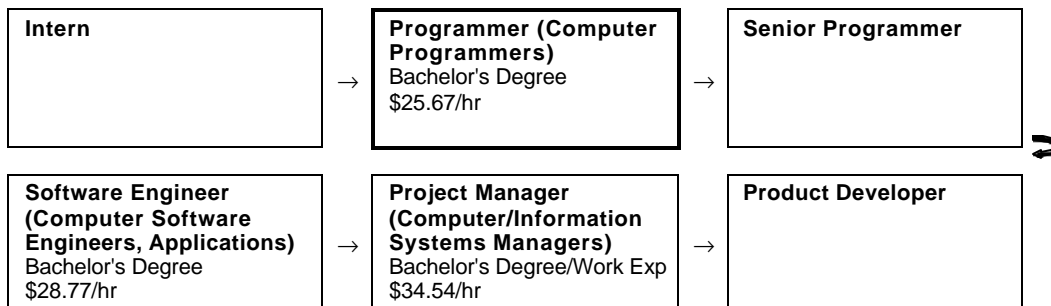 Intern
→
Programmer (Computer
Programmers)
Bachelor's Degree
$25.67/hr
→
Senior Programmer
Software Engineer
(Computer Software
Engineers, Applications)
Bachelor's Degree
$28.77/hr
→
Project Manager
(Computer/Information
Systems Managers)
Bachelor's Degree/Work Exp
$34.54/hr
→
Product Developer